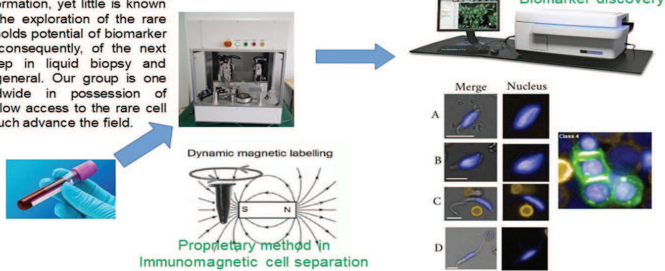 formation, yet little is known
he exploration of the rare
holds potential of biomarker
consequently, of the next
ep in liquid biopsy and
general. Our group is one
dwide in possession of
low access to the rare cell
uch advance the field.
Biomarker discovery
Merge Nucleus
A
B
C
D
Class 4
Dynamic magnetic labelling
S N
Proprietary method in
Immunomagnetic cell separation